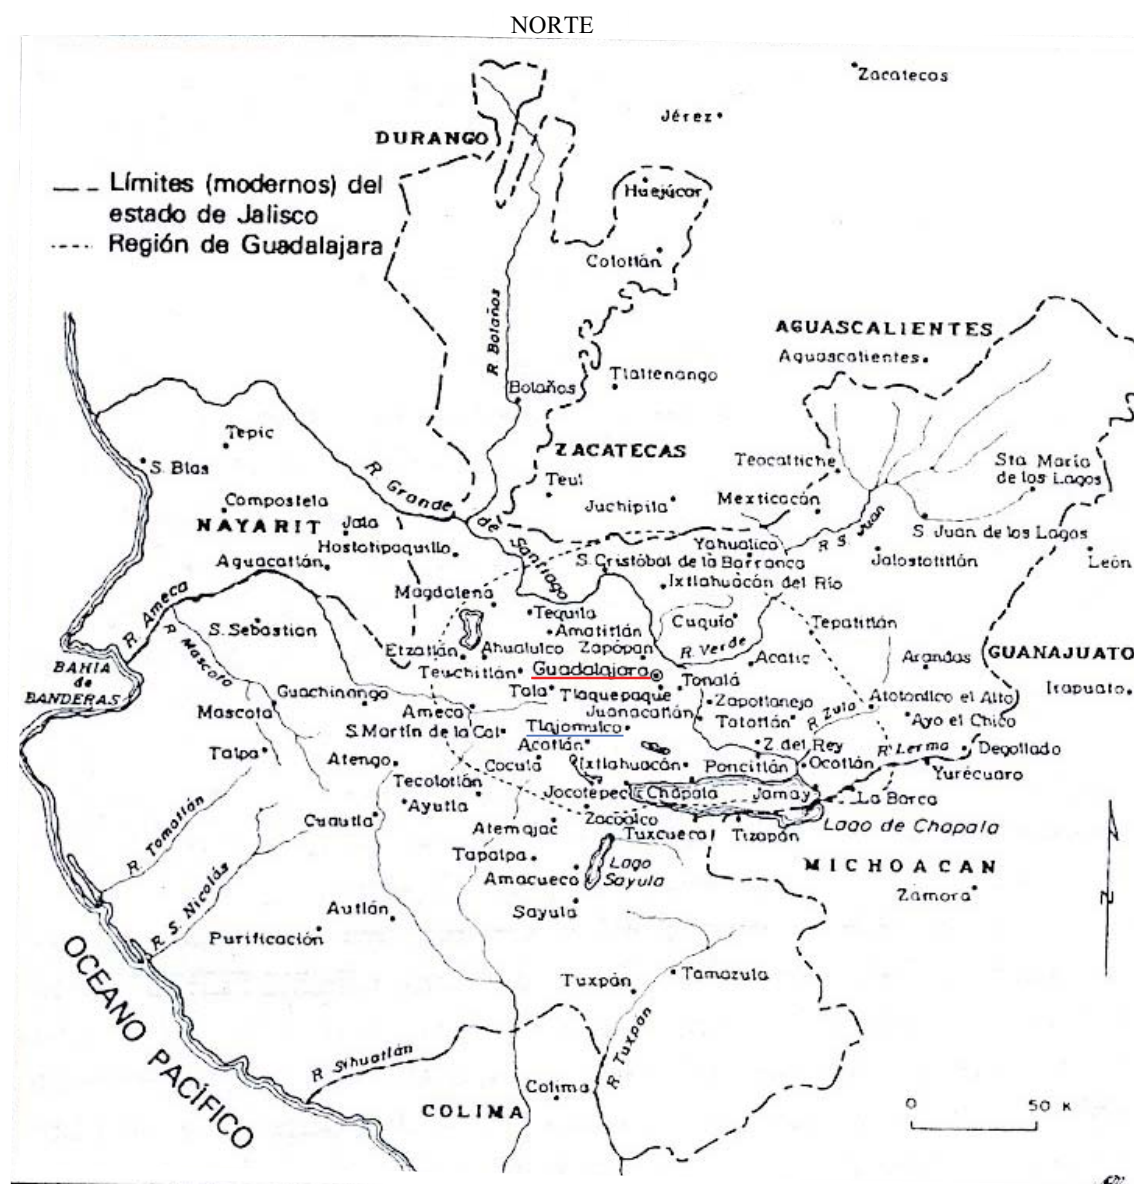 NORTE
Zacatecas
Jérez
DURANGO
Límites (modernos) del
estado de Jalisco
Región de Guadalajara
Huejúcar
Colotlán
R. Bolaños
AGUASCALIENTES
Aguascalientes
Tlaltenango
Bolaños
Tepic
S. Blas
ZACATECAS
Teocaltiche
Sta María
de los Lagos
R. Grande del Santiago
Teul
Juchipila
Mexticacán
Compostela
NAYARIT
Jala
Hostotipaquillo
Yahualica
R. S. Juan
S. Juan de los Lagos
Aguacatlán
S. Cristóbal de la Barranca
Jalostotitlán
León
Ixtlahuacán del Río
Magdalena
R. Ameca
Tequila
Cuquío
Tepatitlán
S. Sebastian
Amatitlán
R. Mascota
Etzatlán
Ahualulco
Zapópan
R. Verde
BAHIA
de
BANDERAS
Teuchitlán
Guadalajara
Acatic
Arandas
GUANAJUATO
Guachinango
Tala
Tlaquepaque
Tonalá
Irapuato
Mascota
Ameca
Juanacatlán
Zapotlanejo
Atotonilco el Alto
S. Martín de la Cal
Tlajomulco
Tototlán
R. Zula
Ayo el Chico
Talpa
Atengo
Acatlán
Z. del Rey
R. Lerma
Degollado
Cocula
Ixtlahuacán
Poncitlán
Ocotlán
Yurécuaro
Tecolotlán
Jocotepec
Chapala
Jamay
La Barca
Ayutla
R. Tomatlán
Cuautla
Atemajac
Zacoalco
Tuxcueca
Tizapán
Lago de Chapala
Tapalpa
Lago
Sayula
MICHOACAN
Amacueco
Zámora
R. S. Nicolás
Autlán
Sayula
Purificación
N
OCEANO PACÍFICO
Tuxpán
Tamazula
R. Tuxpán
R. Sihuatlán
Colima
COLIMA
0 50 K